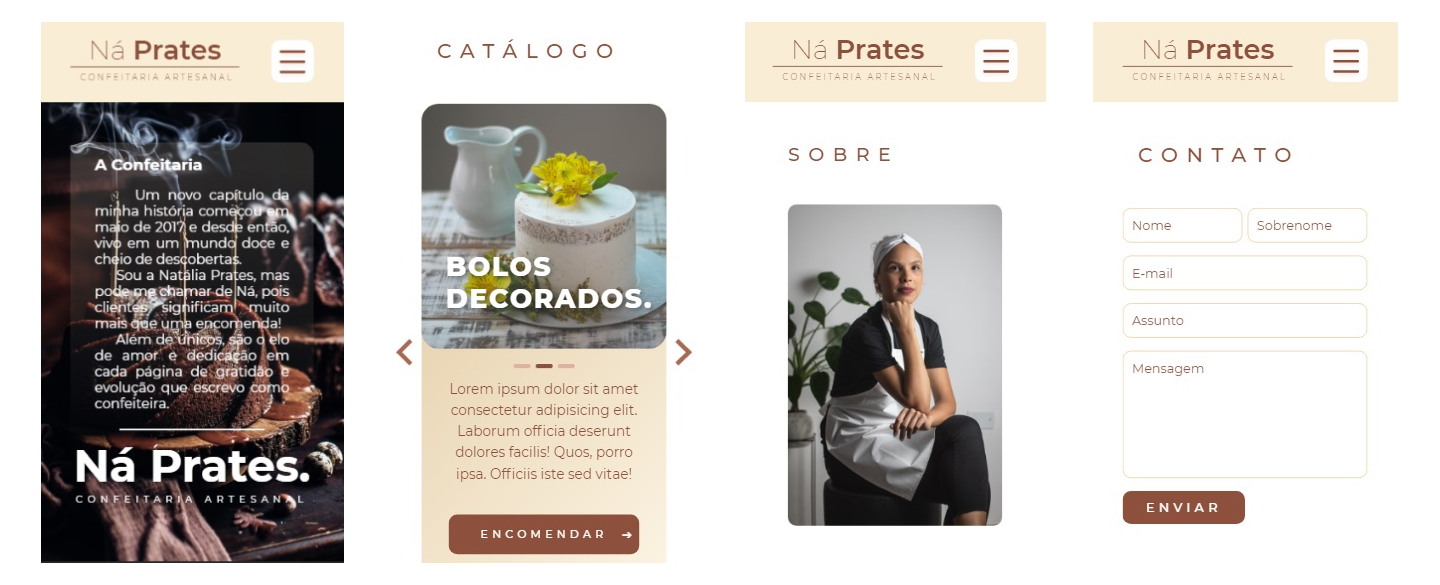 Ná Prates
CONFEITARIA ARTESANAL
A Confeitaria
Um novo capítulo da
minha história começou em
maio de 2017 e desde então,
vivo em um mundo doce e
cheio de descobertas.
Sou a Natália Prates, mas
pode me chamar de Ná, pois
clientes significam muito
mais que uma encomenda!
Além de únicos, são o elo
de amor e dedicação em
cada página de gratidão e
evolução que escrevo como
confeiteira.
Ná Prates.
CONFEITARIA ARTESANAL
CATÁLOGO
BOLOS
DECORADOS.
Lorem ipsum dolor sit amet
consectetur adipisicing elit.
Laborum officia deserunt
dolores facilis! Quos, porro
ipsa. Officiis iste sed vitae!
ENCOMENDAR ➔
Ná Prates
CONFEITARIA ARTESANAL
SOBRE
Ná Prates
CONFEITARIA ARTESANAL
CONTATO
Nome
Sobrenome
E-mail
Assunto
Mensagem
ENVIAR